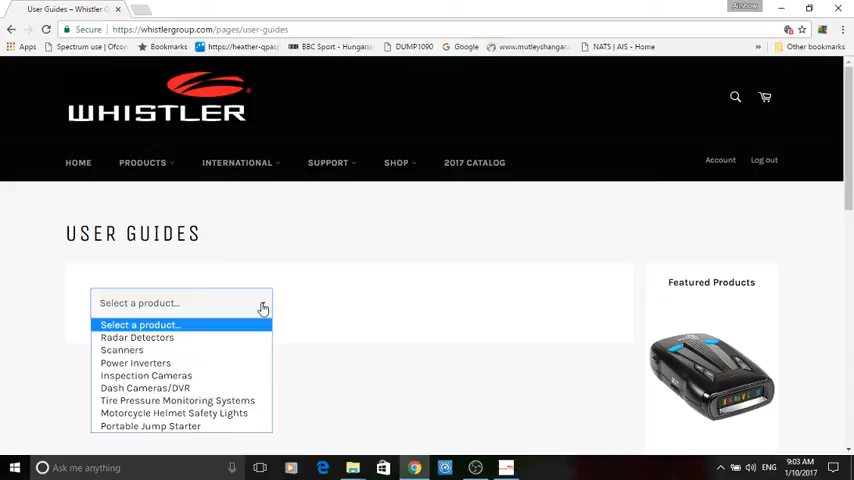 Airshow
User Guides – Whistler G
Secure
https://whistlergroup.com/pages/user-guides
Apps
Spectrum use | Ofcom
Bookmarks
BBC Sport - Hungaria
DUMP1090
Google
www.mutleyshangar.
NATS | AIS - Home
»
Other bookmarks
WHISTLER
HOME PRODUCTS INTERNATIONAL SUPPORT SHOP 2017 CATALOG
Account Log out
USER GUIDES
Select a product...
Select a product...
Radar Detectors
Scanners
Power Inverters
Inspection Cameras
Dash Cameras/DVR
Tire Pressure Monitoring Systems
Motorcycle Helmet Safety Lights
Portable Jump Starter
Featured Products
Ask me anything
ENG
9:03 AM
1/10/2017